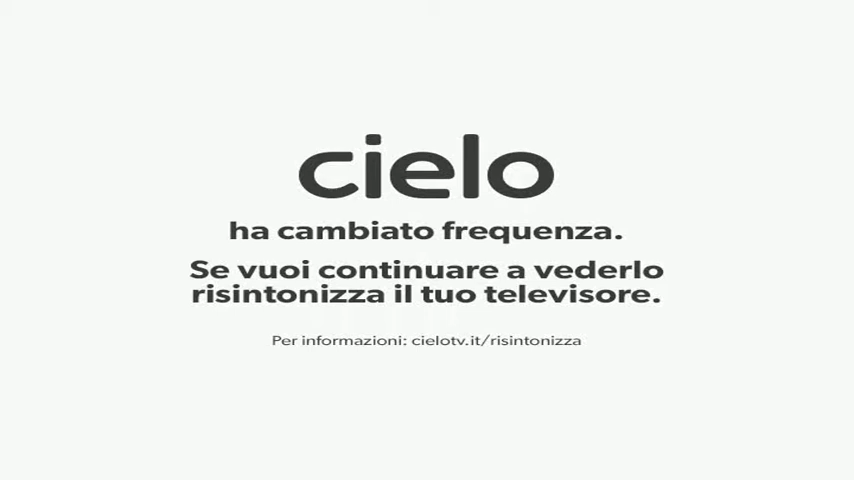 cielo
ha cambiato frequenza.
Se vuoi continuare a vederlo
risintonizza il tuo televisore.
Per informazioni: cielotv.it/risintonizza